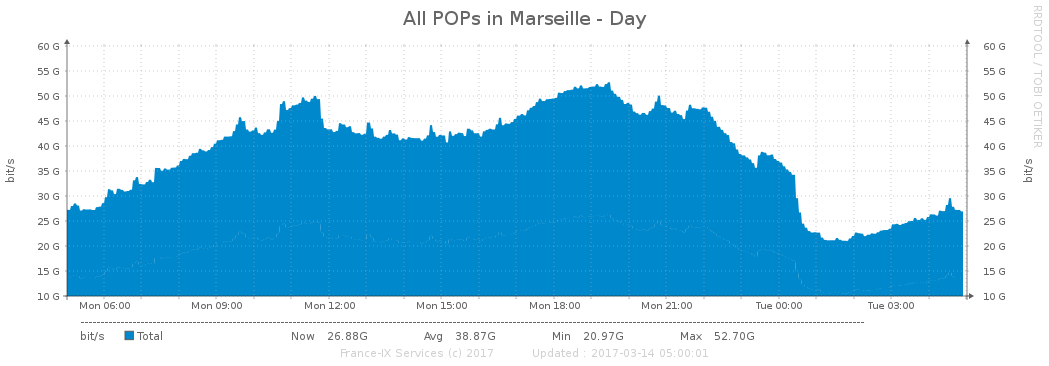 All POPs in Marseille - Day
RRDTOOL / TOBI OETIKER
60 G 60 G
55 G 55 G
50 G 50 G
45 G 45 G
40 G 40 G
35 G 35 G
30 G 30 G
25 G 25 G
20 G 20 G
15 G 15 G
10 G 10 G
bit/s bit/s
Mon 06:00 Mon 09:00 Mon 12:00 Mon 15:00 Mon 18:00 Mon 21:00 Tue 00:00 Tue 03:00
bit/s Total Now 26.88G Avg 38.87G Min 20.97G Max 52.70G
France-IX Services (c) 2017 Updated : 2017-03-14 05:00:01